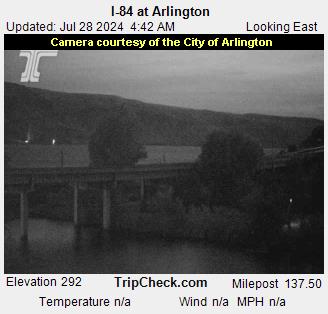 I-84 at Arlington
Updated: Jul 28 2024 4:42 AM Looking East
Camera courtesy of the City of Arlington
Elevation 292 TripCheck.com Milepost 137.50
Temperature n/a Wind n/a MPH n/a